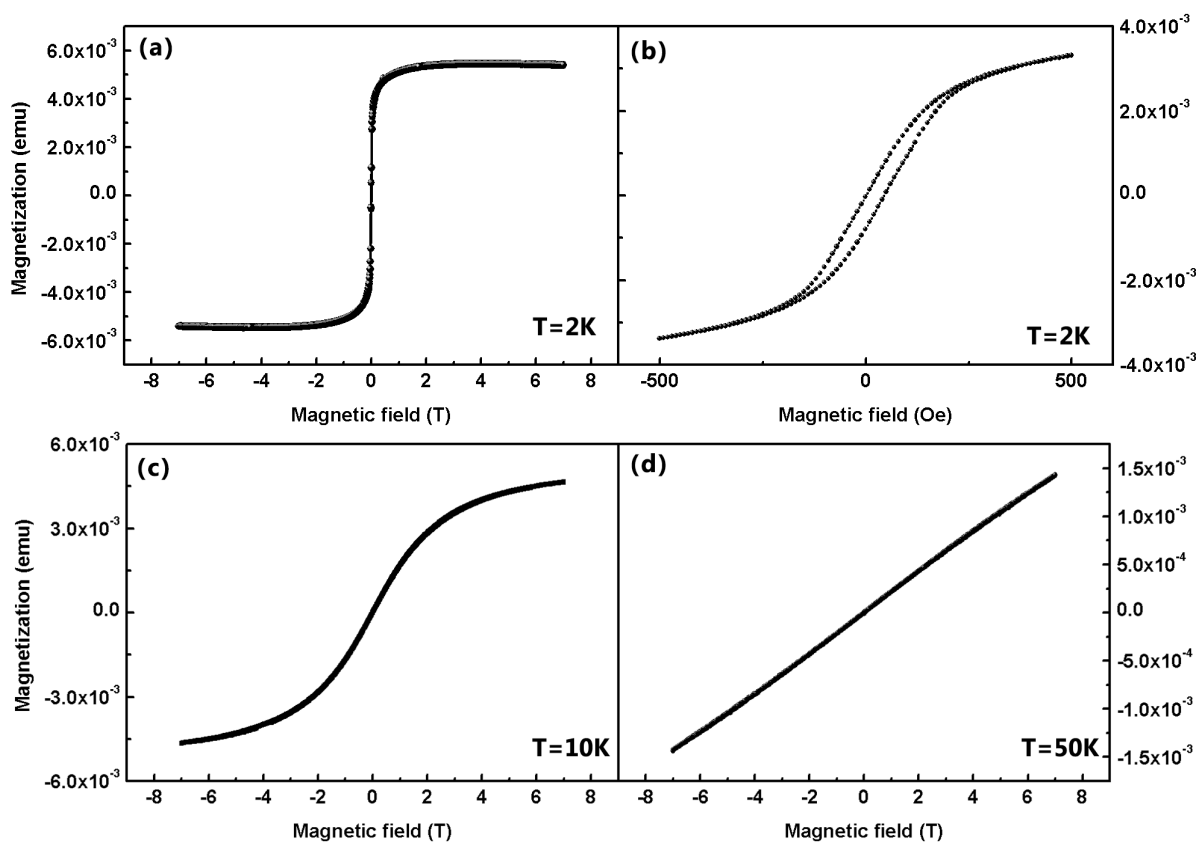 (a)
6.0x10⁻³
4.0x10⁻³
2.0x10⁻³
0.0
-2.0x10⁻³
-4.0x10⁻³
-6.0x10⁻³
Magnetization (emu)
T=2K
-8 -6 -4 -2 0 2 4 6 8
Magnetic field (T)
(b)
4.0x10⁻³
2.0x10⁻³
0.0
-2.0x10⁻³
-4.0x10⁻³
T=2K
-500 0 500
Magnetic field (Oe)
(c)
6.0x10⁻³
3.0x10⁻³
0.0
-3.0x10⁻³
-6.0x10⁻³
Magnetization (emu)
T=10K
-8 -6 -4 -2 0 2 4 6 8
Magnetic field (T)
(d)
1.5x10⁻³
1.0x10⁻³
5.0x10⁻⁴
0.0
-5.0x10⁻⁴
-1.0x10⁻³
-1.5x10⁻³
T=50K
-8 -6 -4 -2 0 2 4 6 8
Magnetic field (T)